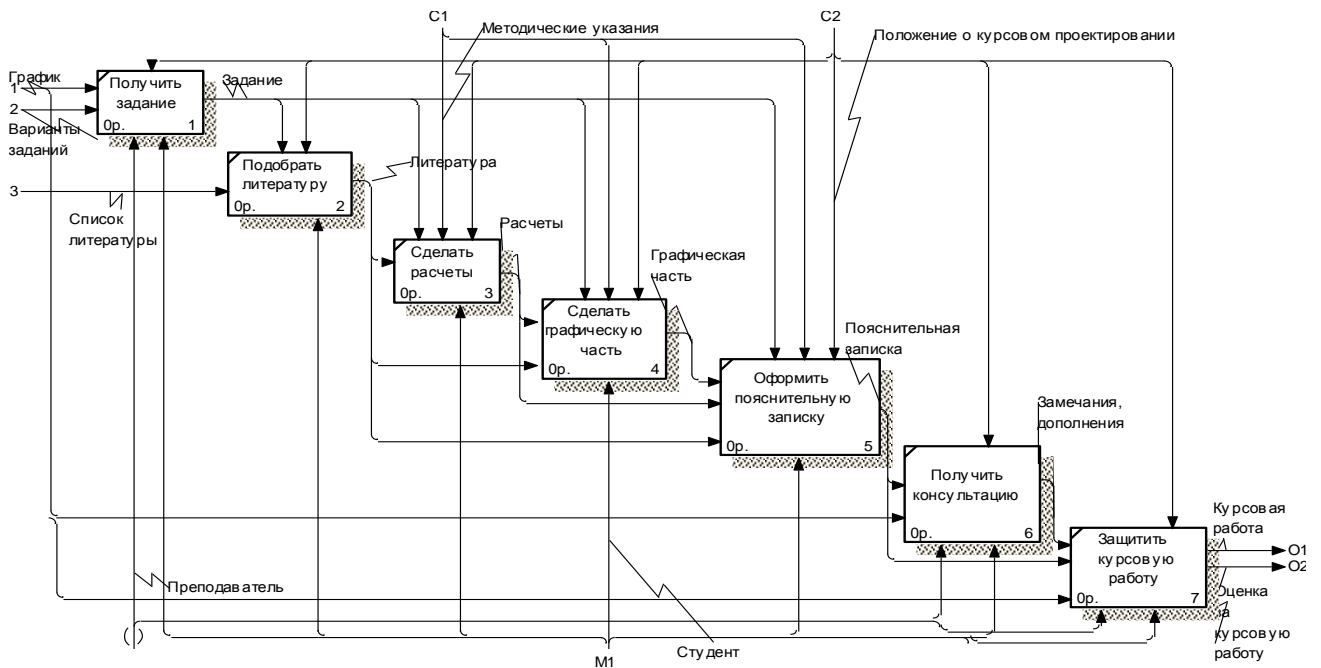 C1
C2
Методические указания
Положение о курсовом проектировании
График
1
2
Варианты
заданий
Получить
задание
0р. 1
Задание
3
Список
литературы
Подобрать
литературу
0р. 2
Литература
Сделать
расчеты
0р. 3
Расчеты
Сделать
графическую
часть
0р. 4
Графическая
часть
Оформить
пояснительную
записку
0р. 5
Пояснительная
записка
Получить
консультацию
0р. 6
Замечания,
дополнения
Защитить
курсовую
работу
0р. 7
Курсовая
работа
O1
O2
Оценка
за
курсовую
работу
Преподаватель
( )
M1
Студент